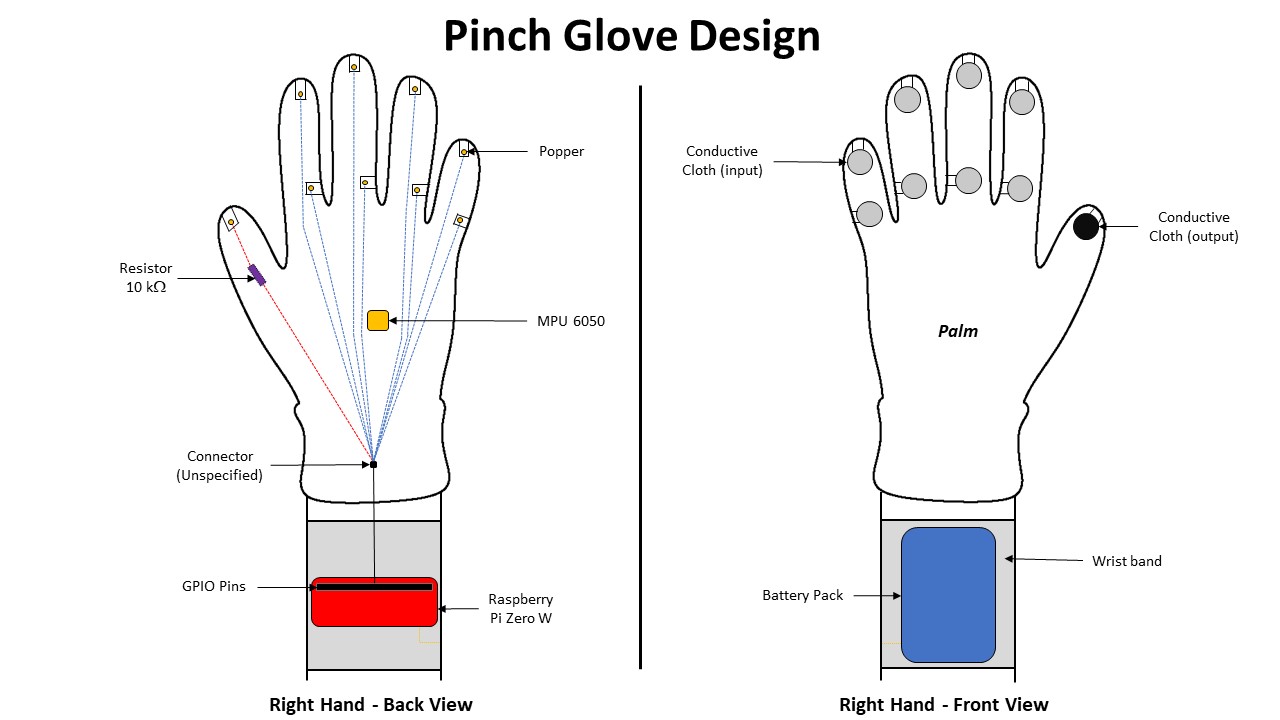 Pinch Glove Design
Popper
Resistor
10 kΩ
MPU 6050
Connector
(Unspecified)
GPIO Pins
Raspberry
Pi Zero W
Right Hand - Back View
Conductive
Cloth (input)
Conductive
Cloth (output)
Palm
Wrist band
Battery Pack
Right Hand - Front View